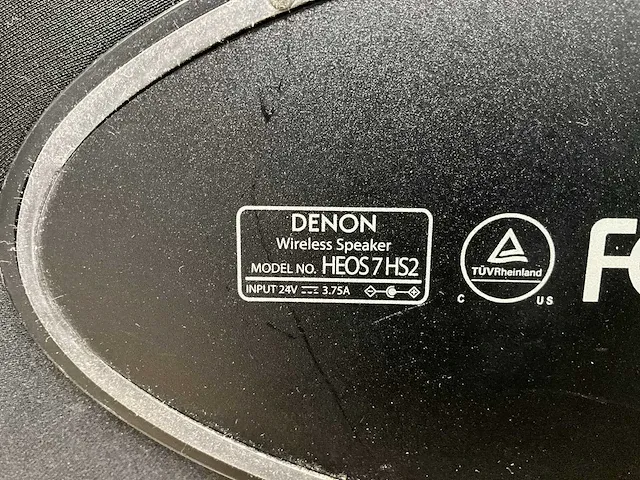 DENON
Wireless Speaker
MODEL NO. HEOS 7 HS2
INPUT 24V ⎓ 3.75A
TÜVRheinland
C US